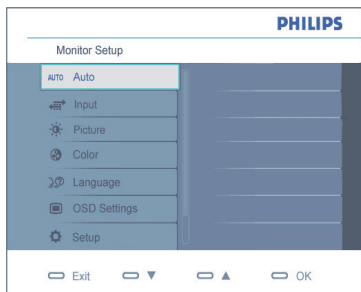 PHILIPS
Monitor Setup
AUTO Auto
Input
Picture
Color
Language
OSD Settings
Setup
Exit ▼ ▲ OK